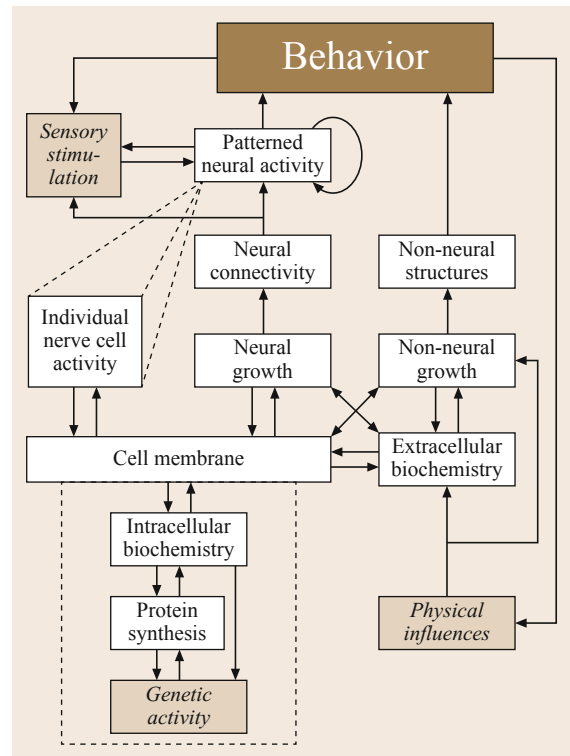 Behavior
Sensory
stimu-
lation
Patterned
neural activity
Neural
connectivity
Non-neural
structures
Individual
nerve cell
activity
Neural
growth
Non-neural
growth
Cell membrane
Extracellular
biochemistry
Intracellular
biochemistry
Protein
synthesis
Physical
influences
Genetic
activity